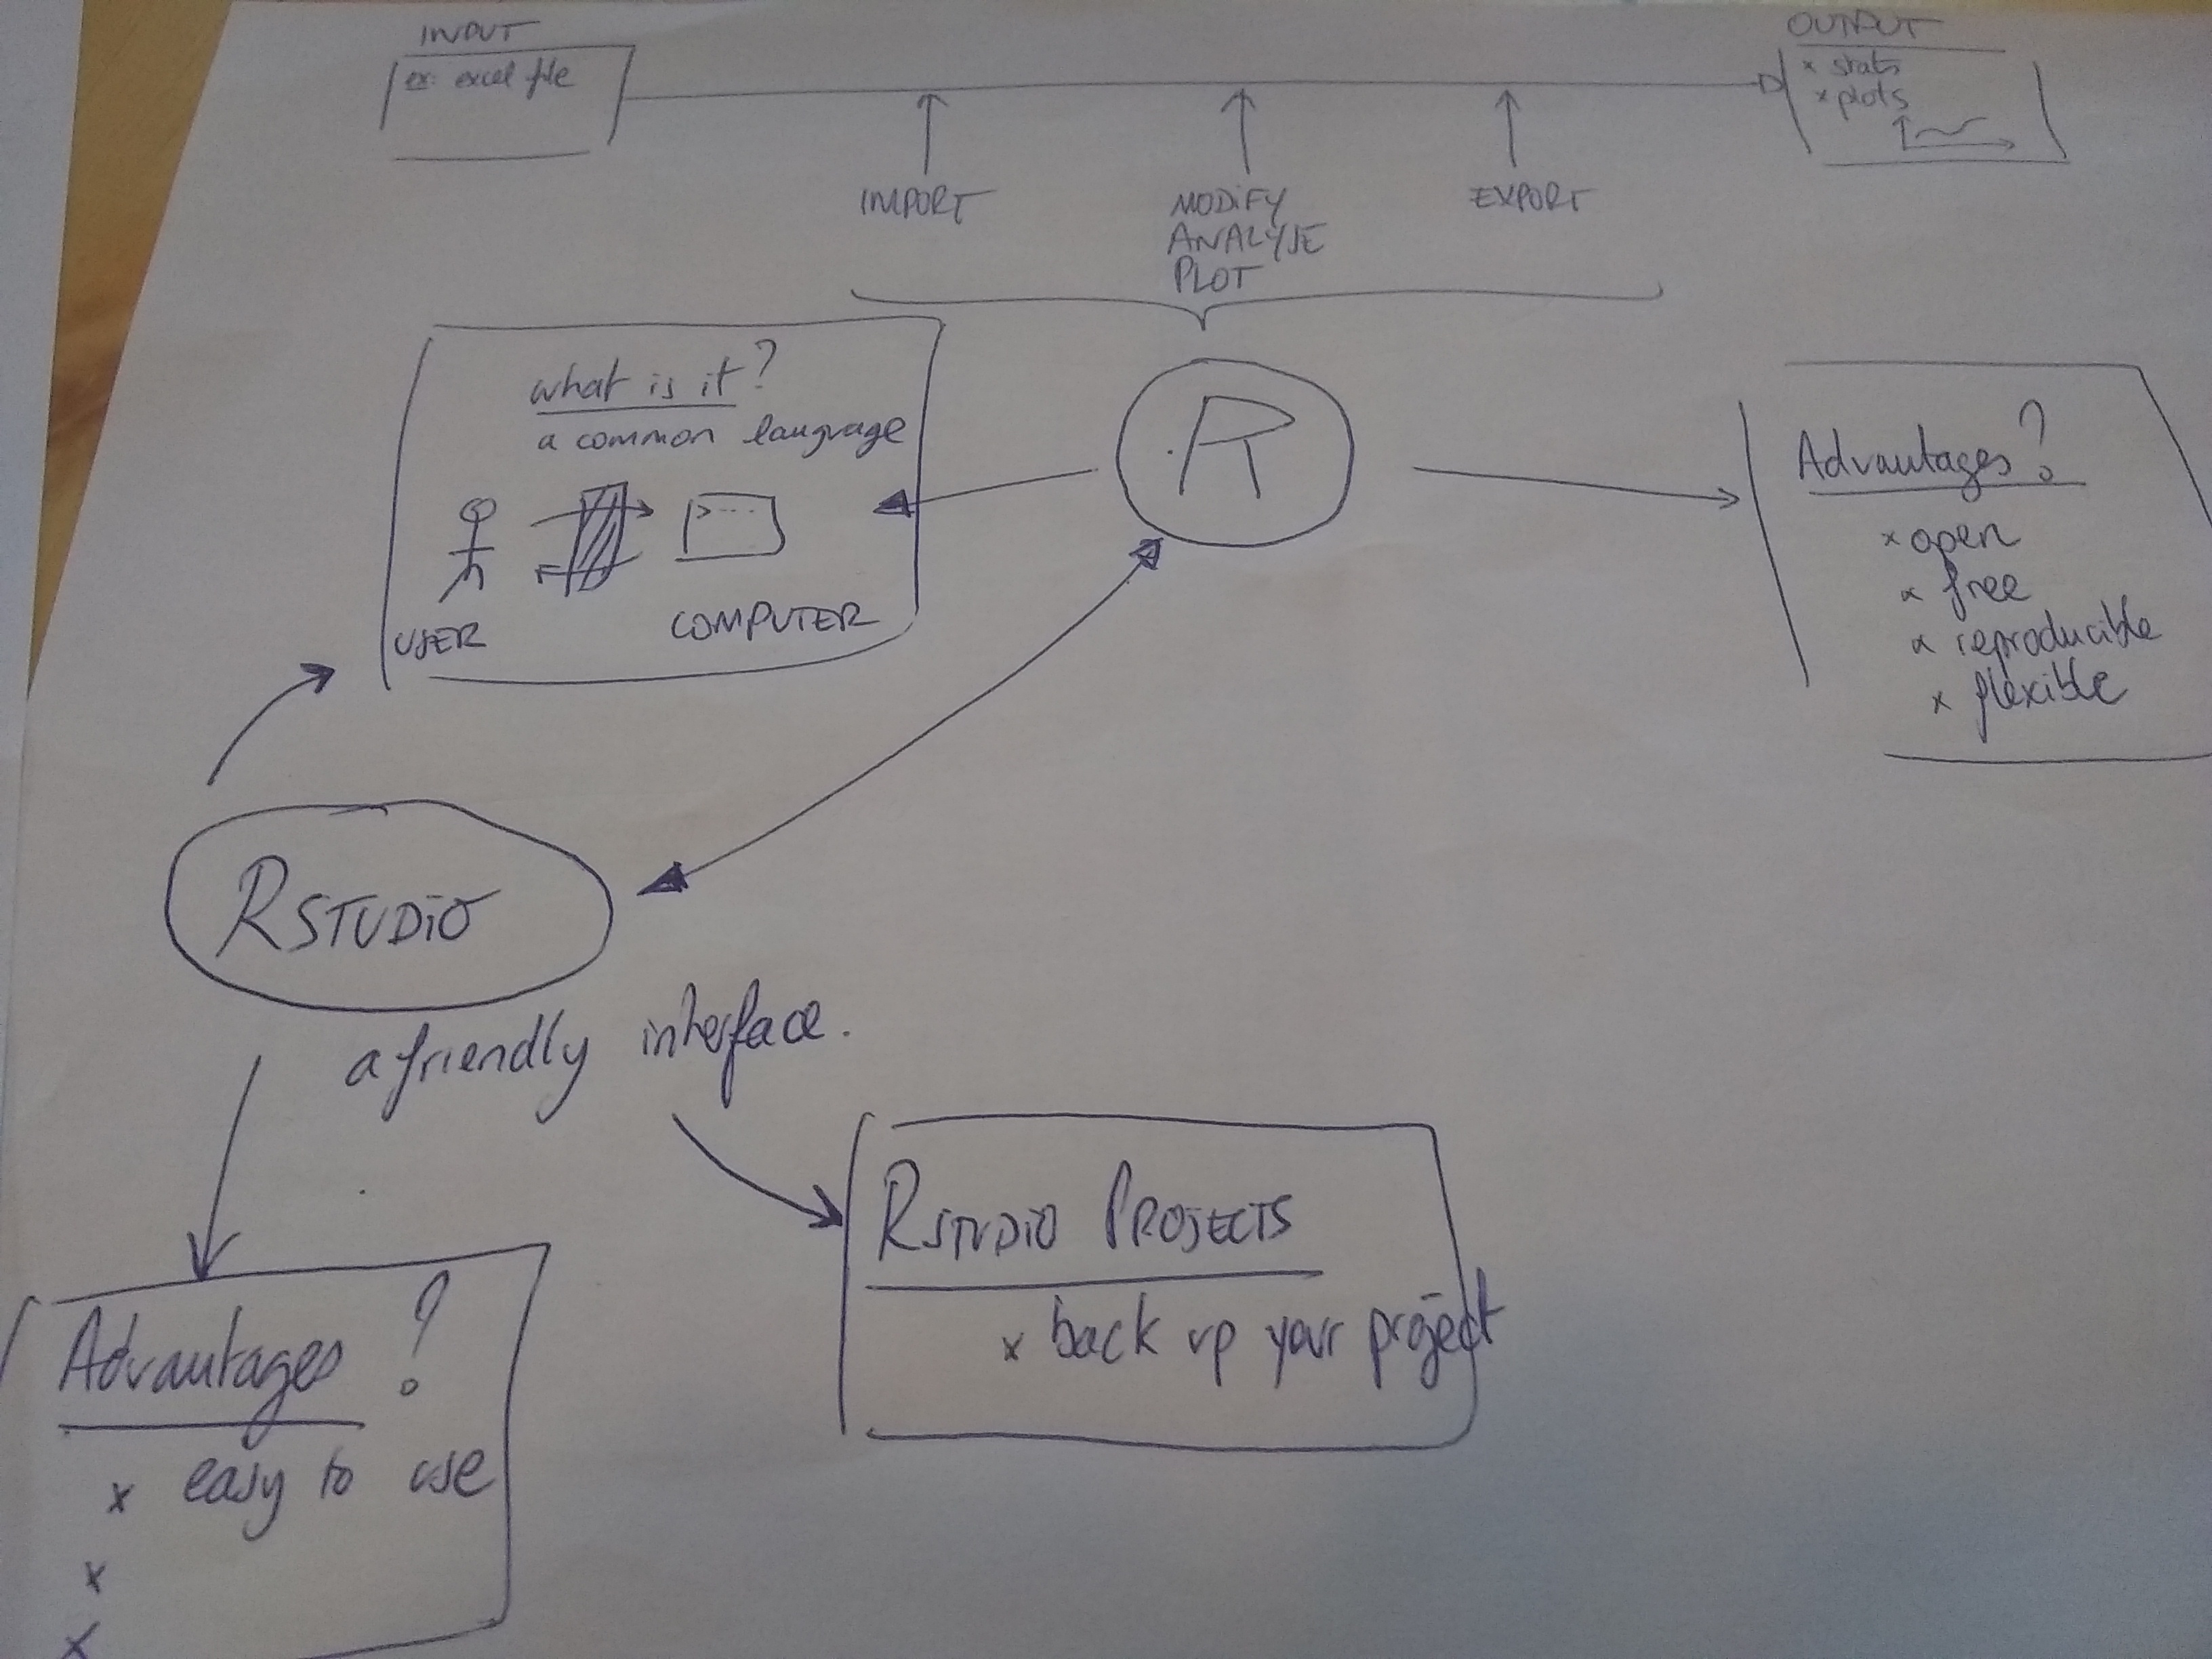 INPUT
ex: excel file
OUTPUT
x stats
x plots
IMPORT
MODIFY
ANALYSE
PLOT
EXPORT
what is it?
a common language
>---
USER
COMPUTER
R
Advantages?
x open
x free
x reproducible
x flexible
RSTUDIO
a friendly interface.
RSTUDIO PROJECTS
x back up your project
Advantages ?
x easy to use
x
x